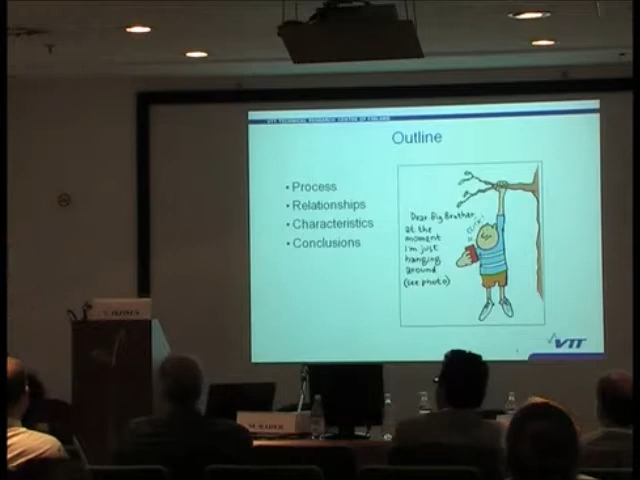 VTT TECHNICAL RESEARCH CENTRE OF FINLAND
Outline
• Process
• Relationships
• Characteristics
• Conclusions
Dear Big Brother,
at the
moment
i'm just
hanging
around
(see photo)
VTT